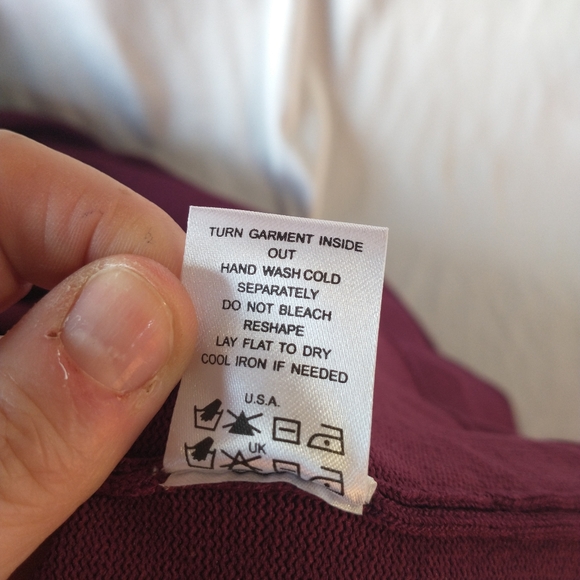 TURN GARMENT INSIDE
OUT
HAND WASH COLD
SEPARATELY
DO NOT BLEACH
RESHAPE
LAY FLAT TO DRY
COOL IRON IF NEEDED
U.S.A.
UK